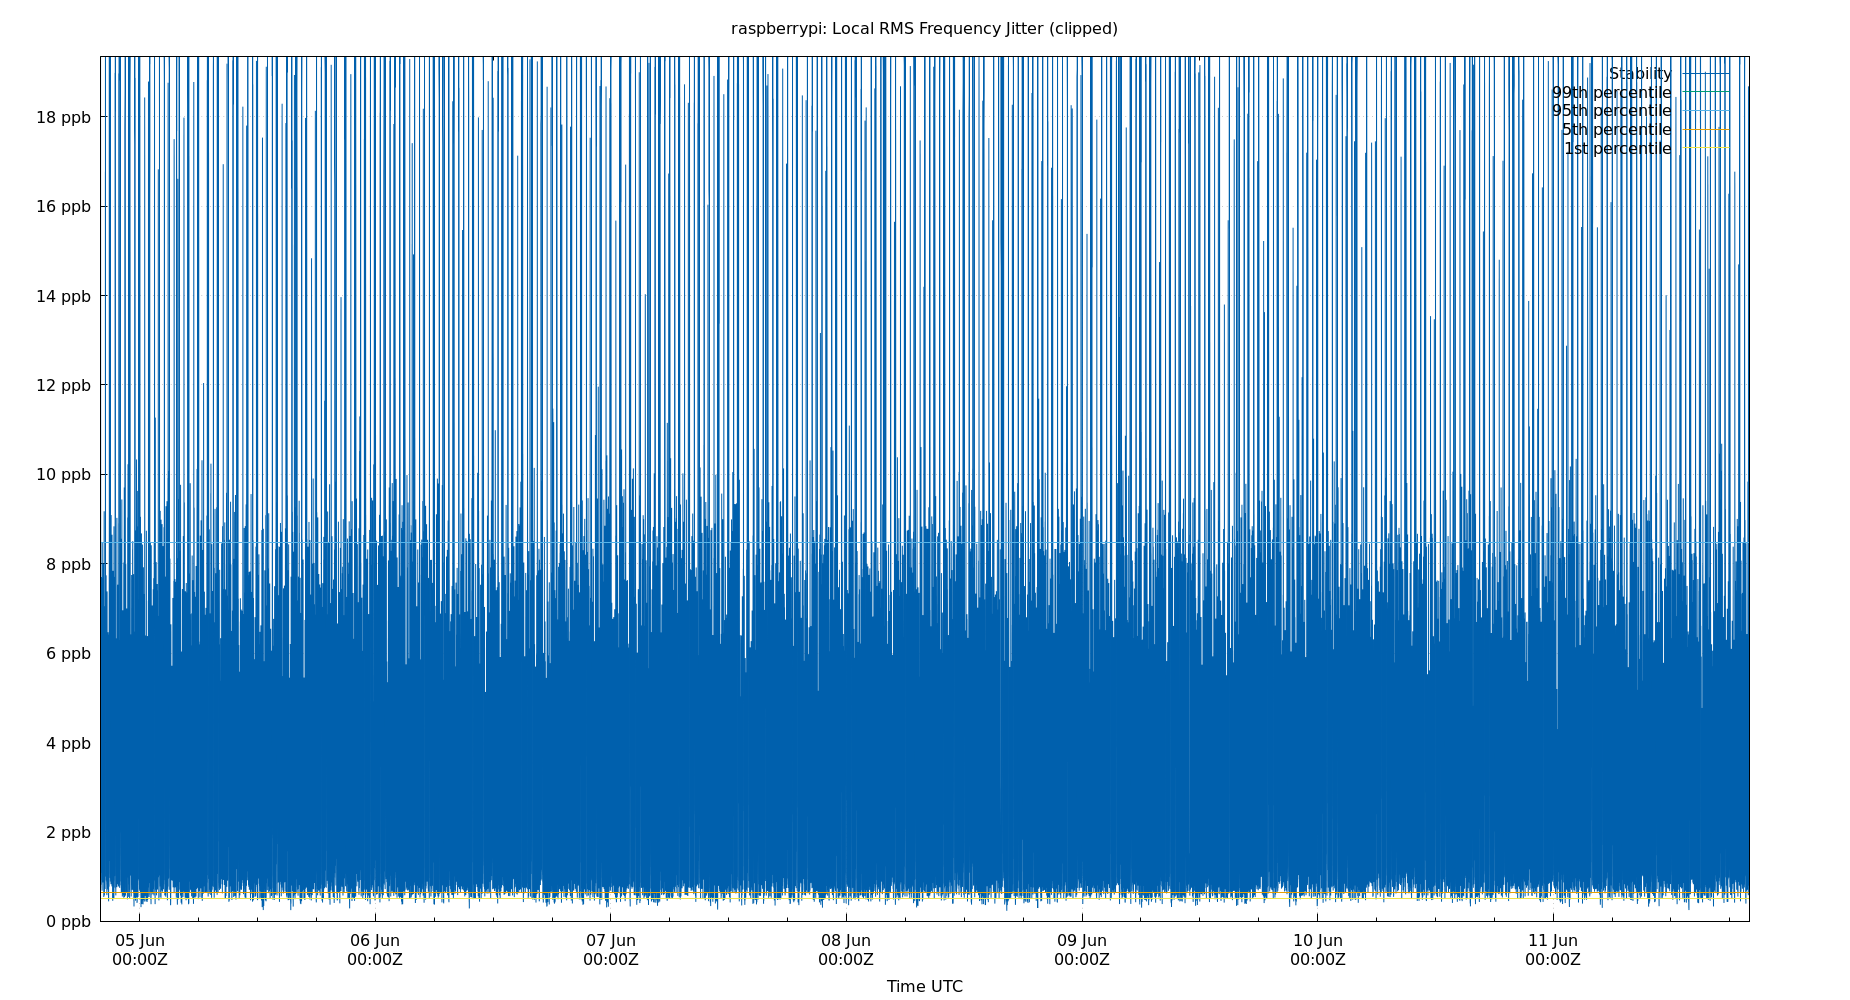 raspberrypi: Local RMS Frequency Jitter (clipped)
Stability
99th percentile
95th percentile
5th percentile
1st percentile
18 ppb
16 ppb
14 ppb
12 ppb
10 ppb
8 ppb
6 ppb
4 ppb
2 ppb
0 ppb
05 Jun 06 Jun 07 Jun 08 Jun 09 Jun 10 Jun 11 Jun
00:00Z 00:00Z 00:00Z 00:00Z 00:00Z 00:00Z 00:00Z
Time UTC